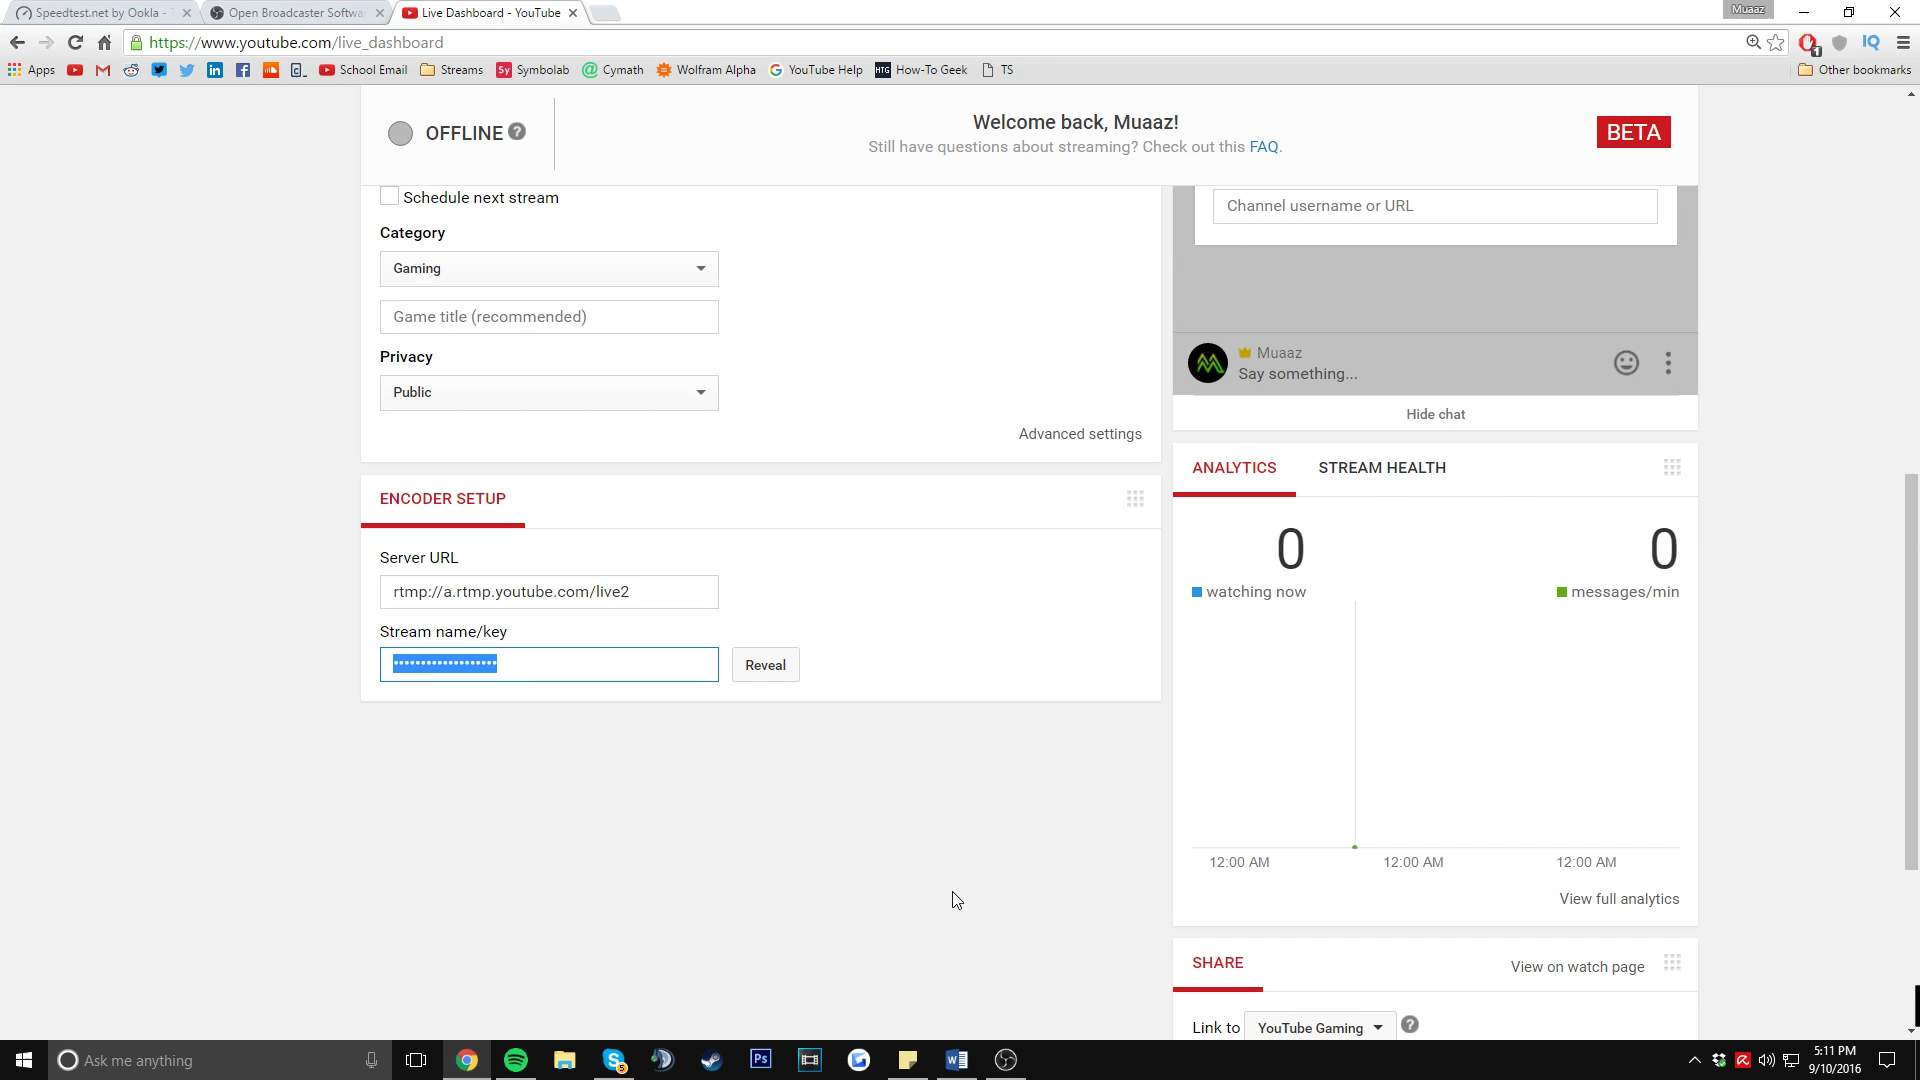 Speedtest.net by Ookla -
Open Broadcaster Softwa
Live Dashboard - YouTube
Muaaz
https://www.youtube.com/live_dashboard
1
IQ
Apps
School Email
Streams
Sy Symbolab
Cymath
Wolfram Alpha
YouTube Help
HTG How-To Geek
TS
Other bookmarks
OFFLINE
Welcome back, Muaaz!
Still have questions about streaming? Check out this FAQ.
BETA
Schedule next stream
Category
Gaming
Game title (recommended)
Privacy
Public
Advanced settings
Channel username or URL
Muaaz
Say something...
Hide chat
ENCODER SETUP
Server URL
rtmp://a.rtmp.youtube.com/live2
Stream name/key
•••••••••••••••••••
Reveal
ANALYTICS
STREAM HEALTH
0
0
watching now
messages/min
12:00 AM
12:00 AM
12:00 AM
View full analytics
SHARE
View on watch page
Link to
YouTube Gaming
Ask me anything
5
Ps
5:11 PM
9/10/2016